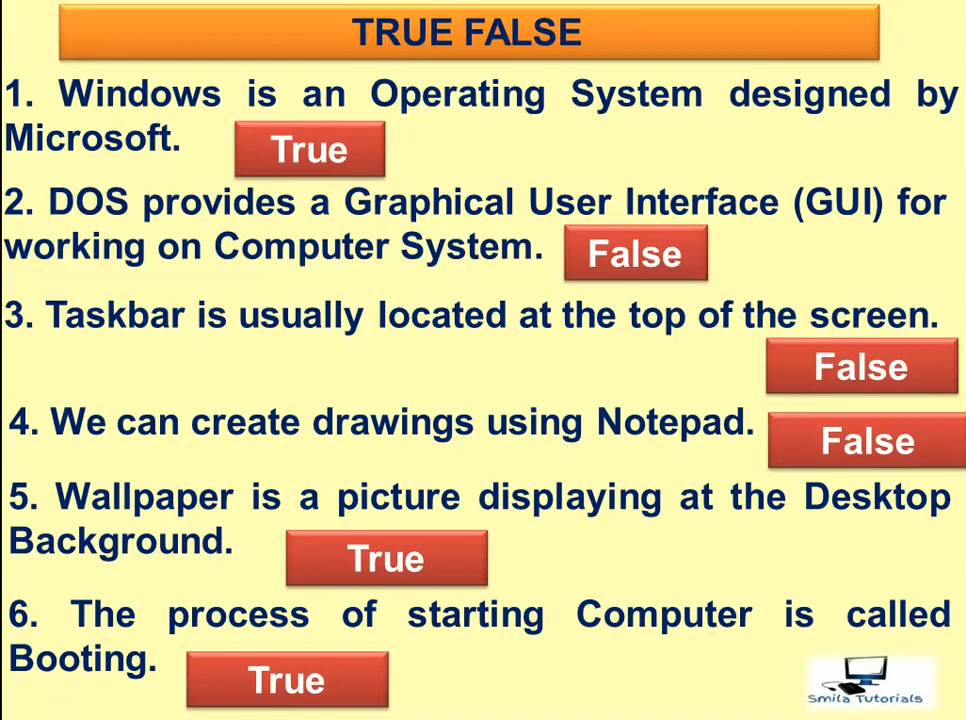 TRUE FALSE
1. Windows is an Operating System designed by
Microsoft.
True
2. DOS provides a Graphical User Interface (GUI) for
working on Computer System.
False
3. Taskbar is usually located at the top of the screen.
False
4. We can create drawings using Notepad.
False
5. Wallpaper is a picture displaying at the Desktop
Background.
True
6. The process of starting Computer is called
Booting.
True
Smila Tutorials